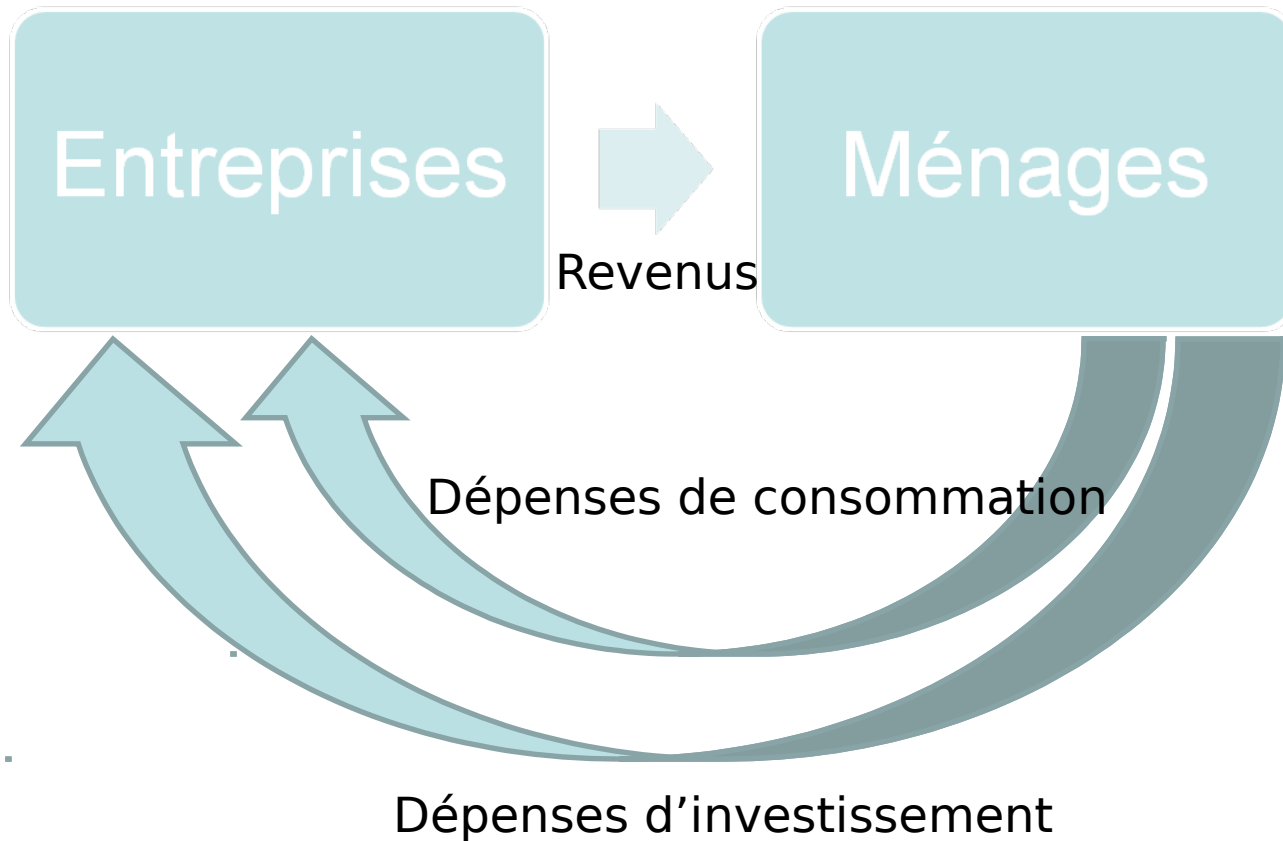 Entreprises
Ménages
Revenus
Dépenses de consommation
Dépenses d’investissement